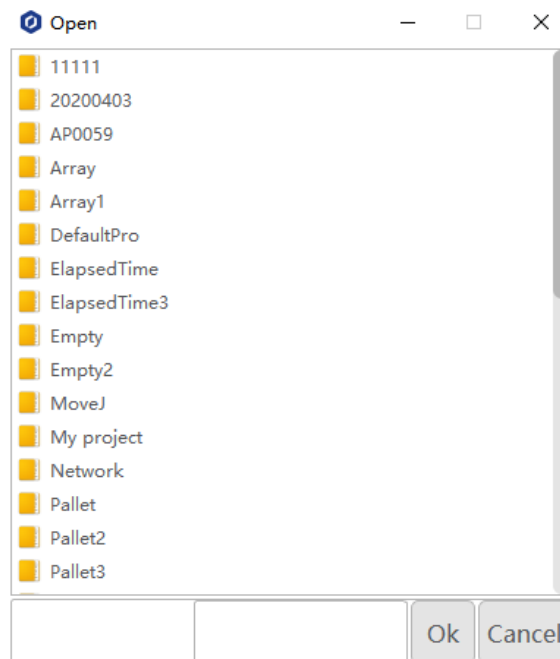 Open
11111
20200403
AP0059
Array
Array1
DefaultPro
ElapsedTime
ElapsedTime3
Empty
Empty2
MoveJ
My project
Network
Pallet
Pallet2
Pallet3
Ok Cancel